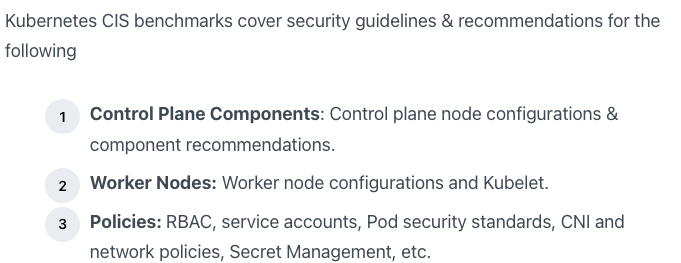 Kubernetes CIS benchmarks cover security guidelines & recommendations for the
following
1 Control Plane Components: Control plane node configurations &
component recommendations.
2 Worker Nodes: Worker node configurations and Kubelet.
3 Policies: RBAC, service accounts, Pod security standards, CNI and
network policies, Secret Management, etc.